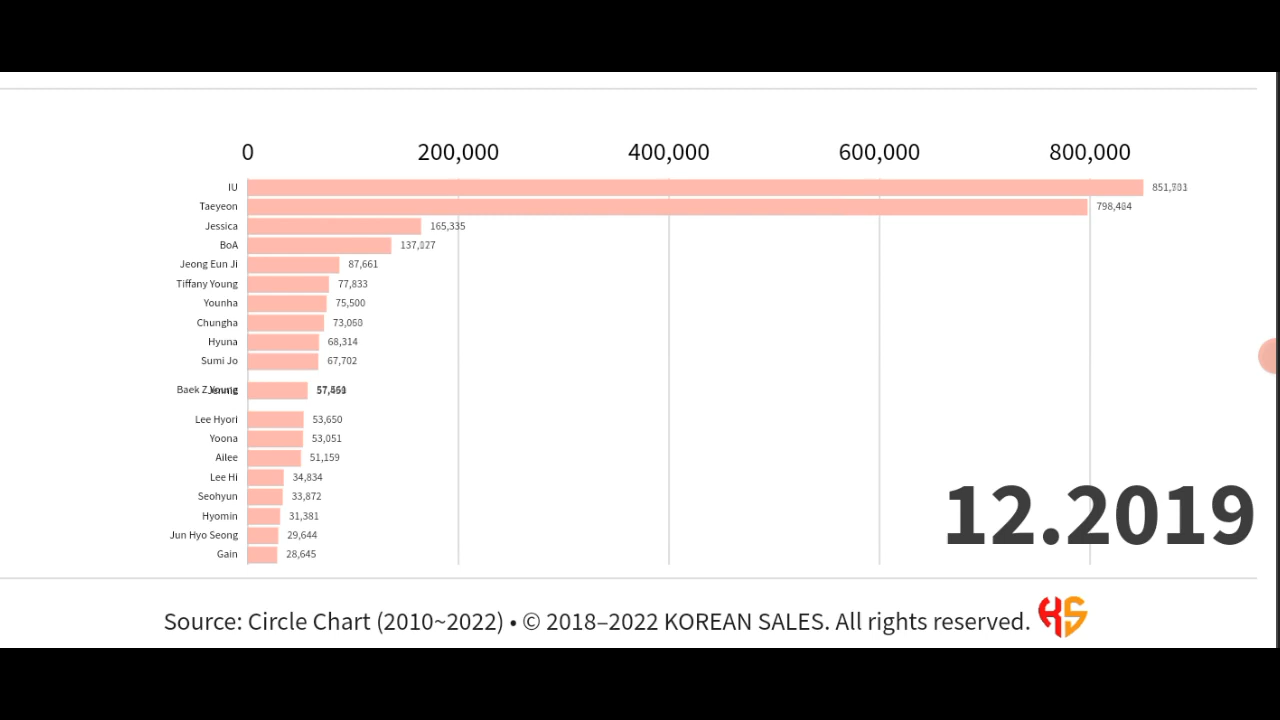 0 200,000 400,000 600,000 800,000
IU
Taeyeon
Jessica 165,335
BoA
Jeong Eun Ji 87,661
Tiffany Young 77,833
Younha 75,500
Chungha
Hyuna 68,314
Sumi Jo 67,702
Lee Hyori 53,650
Yoona 53,051
Ailee 51,159
Lee Hi 34,834
Seohyun 33,872
Hyomin 31,381
Jun Hyo Seong 29,644
Gain 28,645
12.2019
Source: Circle Chart (2010~2022) • © 2018–2022 KOREAN SALES. All rights reserved. KS